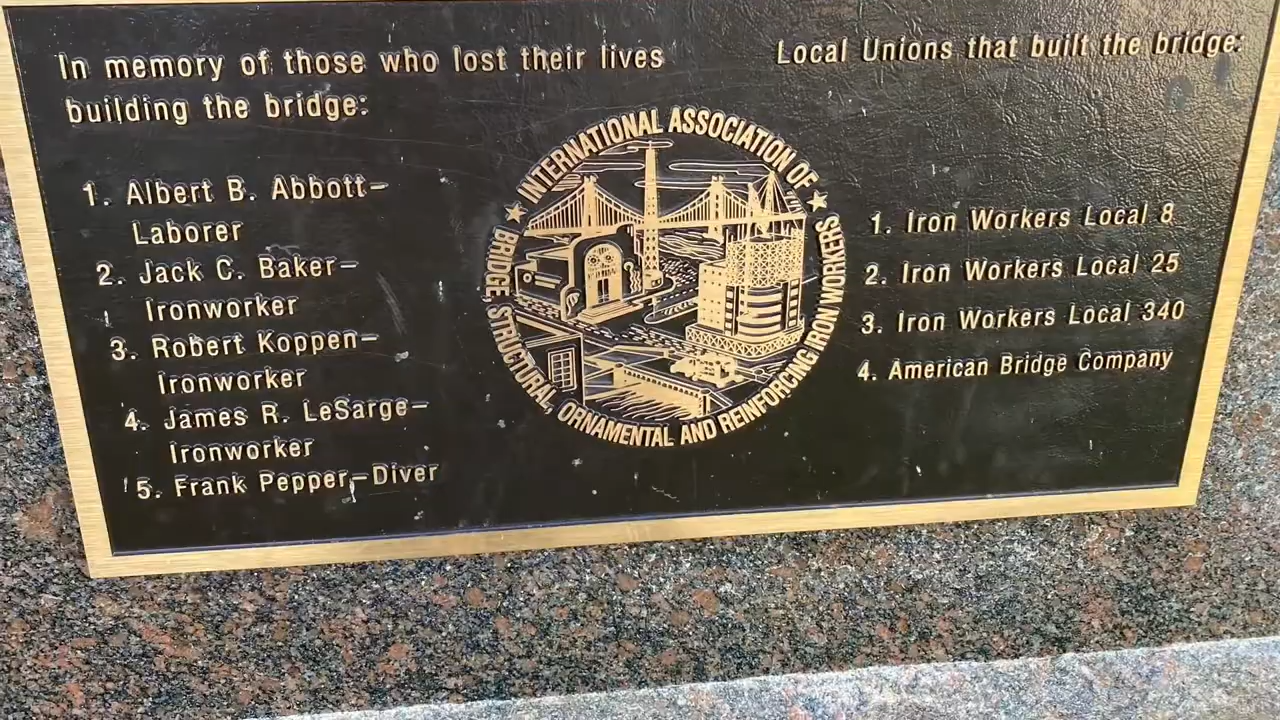 In memory of those who lost their lives
building the bridge:
1. Albert B. Abbott–
Laborer
2. Jack C. Baker–
Ironworker
3. Robert Koppen–
Ironworker
4. James R. LeSarge–
Ironworker
5. Frank Pepper–Diver
INTERNATIONAL ASSOCIATION OF
BRIDGE, STRUCTURAL, ORNAMENTAL AND REINFORCING IRON WORKERS
Local Unions that built the bridge:
1. Iron Workers Local 8
2. Iron Workers Local 25
3. Iron Workers Local 340
4. American Bridge Company